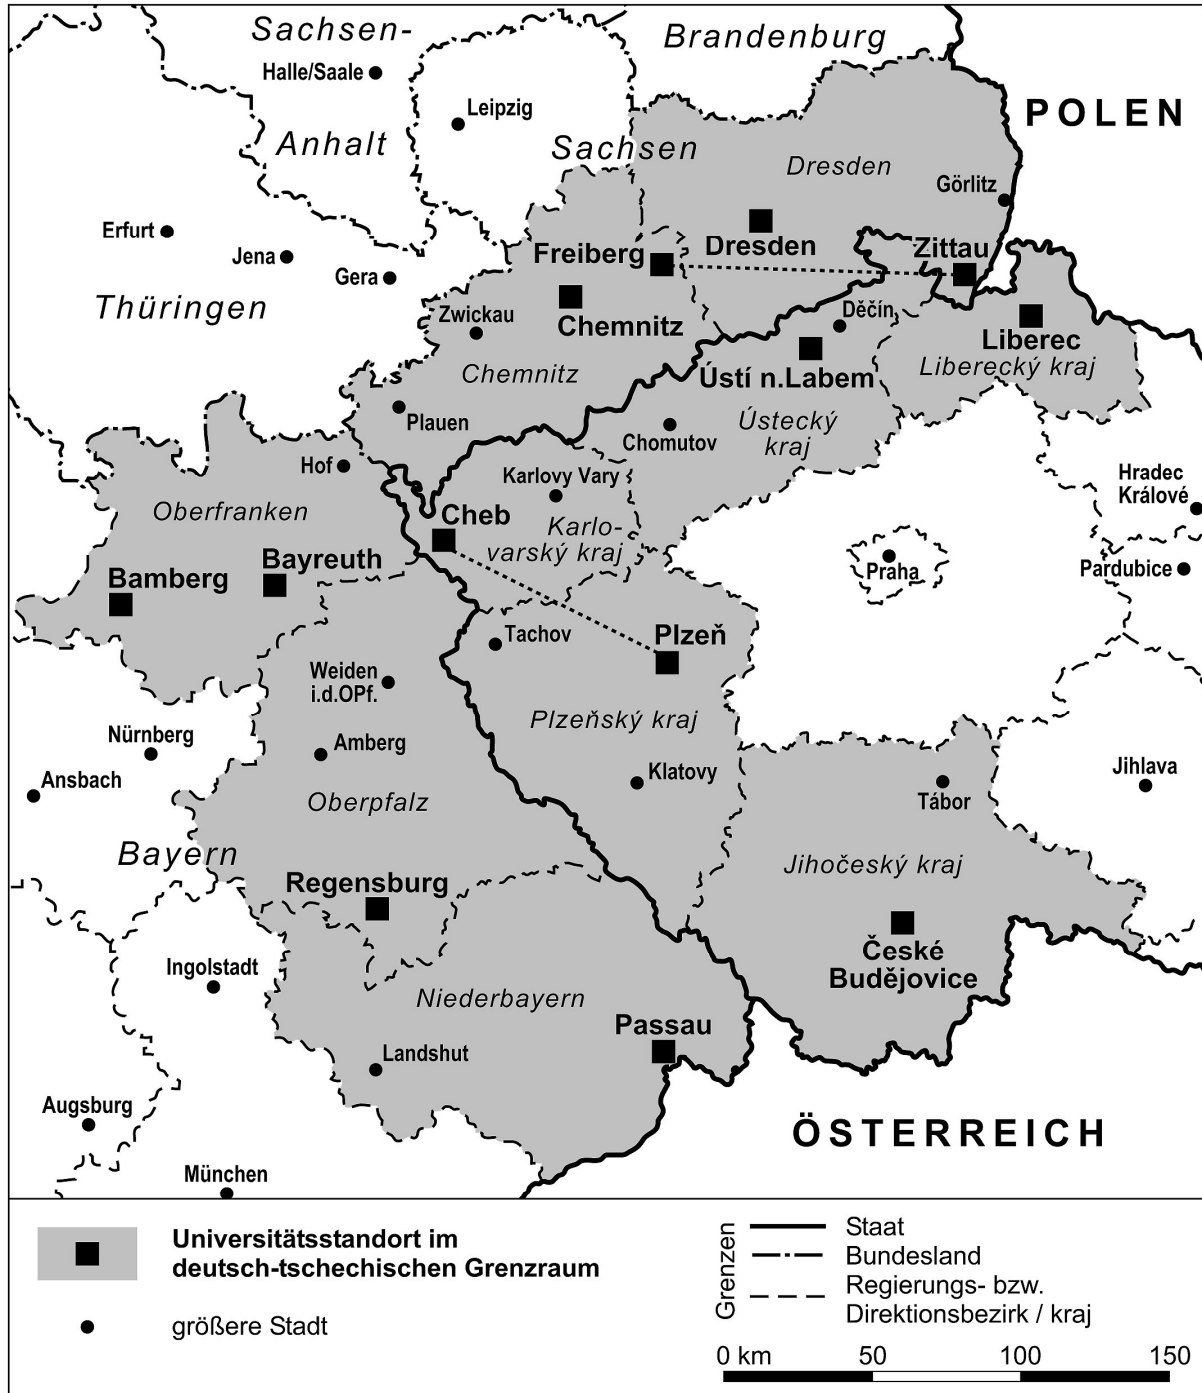 Sachsen-
Brandenburg
Halle/Saale
Leipzig
POLEN
Anhalt
Sachsen
Dresden
Görlitz
Erfurt
Jena
Gera
Freiberg
Dresden
Zittau
Thüringen
Zwickau
Chemnitz
Děčín
Liberec
Liberecký kraj
Chemnitz
Ústí n.Labem
Plauen
Chomutov
Ústecký
kraj
Hof
Karlovy Vary
Hradec
Králové
Oberfranken
Cheb
Karlo-
varský kraj
Bayreuth
Bamberg
Praha
Pardubice
Tachov
Plzeň
Weiden
i.d.OPf.
Plzeňský kraj
Nürnberg
Amberg
Ansbach
Klatovy
Jihlava
Oberpfalz
Tábor
Bayern
Jihočeský kraj
Regensburg
České
Budějovice
Ingolstadt
Niederbayern
Passau
Landshut
Augsburg
ÖSTERREICH
München
Universitätsstandort im
deutsch-tschechischen Grenzraum
größere Stadt
Grenzen
Staat
Bundesland
Regierungs- bzw.
Direktionsbezirk / kraj
0 km 50 100 150